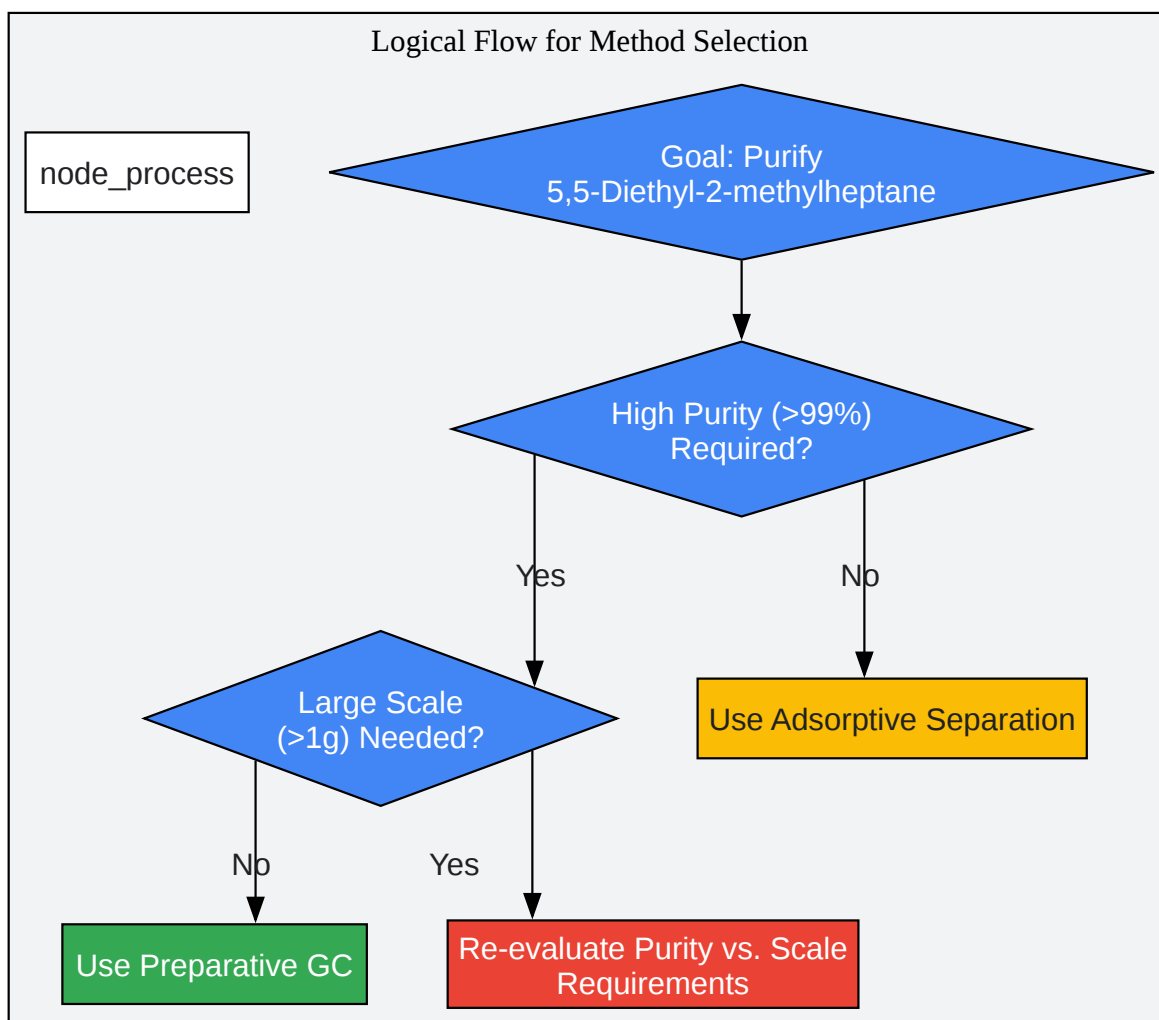 Logical Flow for Method Selection
node_process
Goal: Purify
5,5-Diethyl-2-methylheptane
High Purity (>99%)
Required?
Yes
No
Large Scale
(>1g) Needed?
Use Adsorptive Separation
No
Yes
Use Preparative GC
Re-evaluate Purity vs. Scale
Requirements